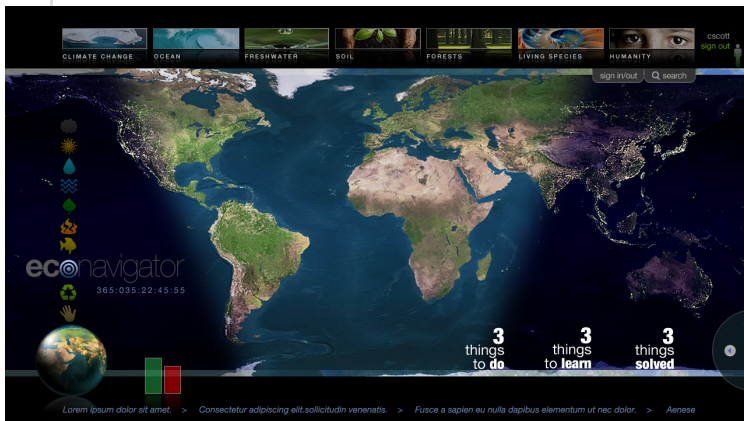 CLIMATE CHANGE
OCEAN
FRESHWATER
SOIL
FORESTS
LIVING SPECIES
HUMANITY
cscott
sign out
sign in/out
search
econavigator
365:035:22:45:55
3
things
to do
3
things
to learn
3
things
solved
Lorem ipsum dolor sit amet. > Consectetur adipiscing elit.sollicitudin venenatis. > Fusce a sapien eu nulla dapibus elementum ut nec dolor. > Aenese